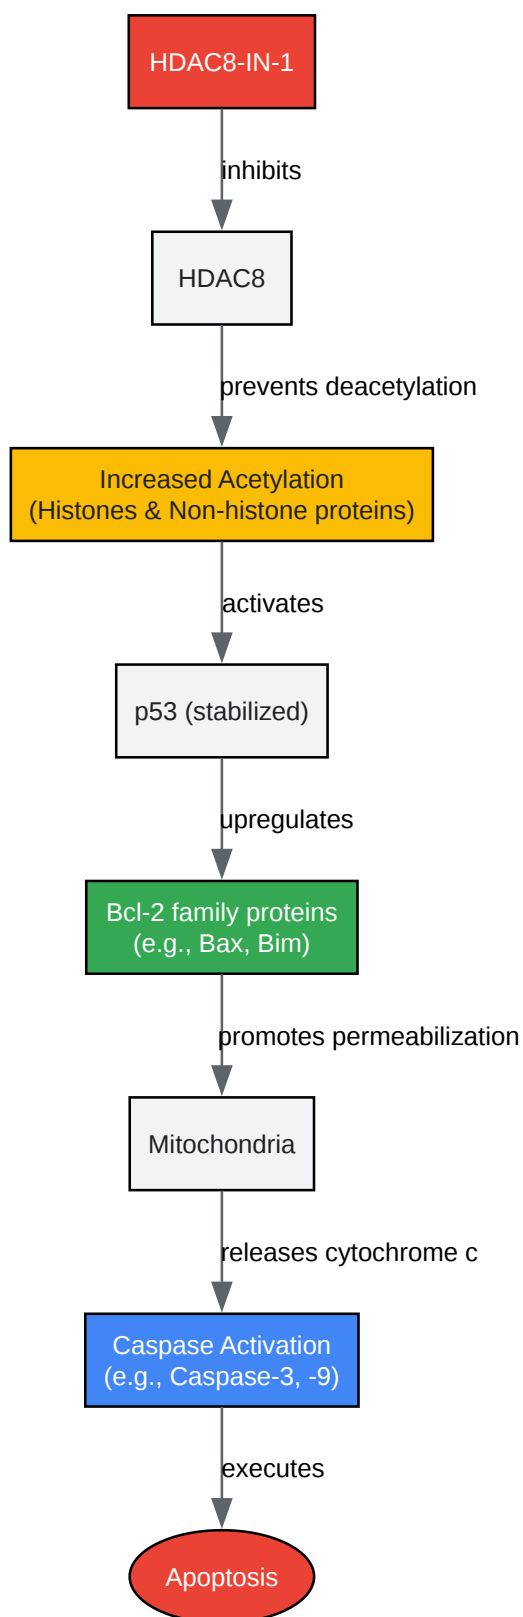 HDAC8-IN-1
inhibits
HDAC8
prevents deacetylation
Increased Acetylation
(Histones & Non-histone proteins)
activates
p53 (stabilized)
upregulates
Bcl-2 family proteins
(e.g., Bax, Bim)
promotes permeabilization
Mitochondria
releases cytochrome c
Caspase Activation
(e.g., Caspase-3, -9)
executes
Apoptosis